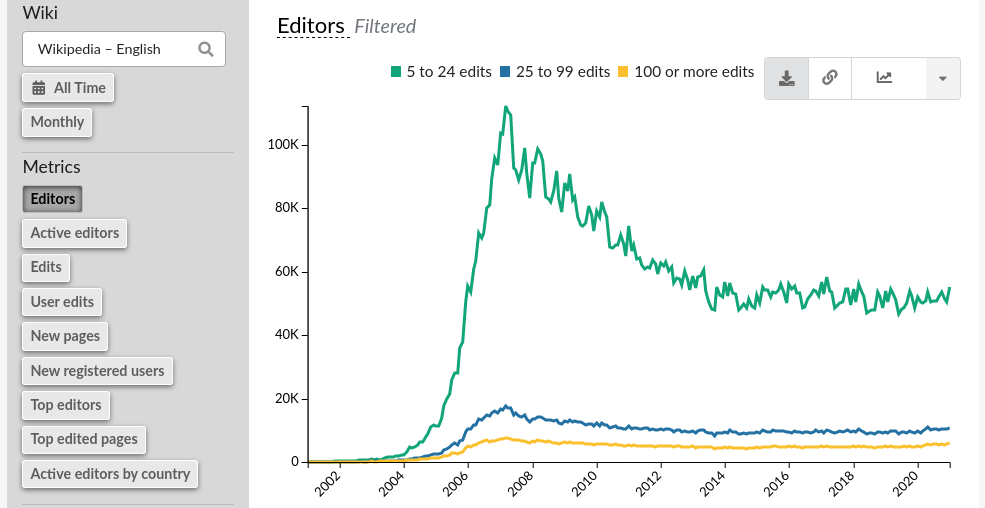 Wiki
Wikipedia – English
All Time
Monthly
Metrics
Editors
Active editors
Edits
User edits
New pages
New registered users
Top editors
Top edited pages
Active editors by country
Editors Filtered
5 to 24 edits 25 to 99 edits 100 or more edits
100K
80K
60K
40K
20K
0
2002 2004 2006 2008 2010 2012 2014 2016 2018 2020